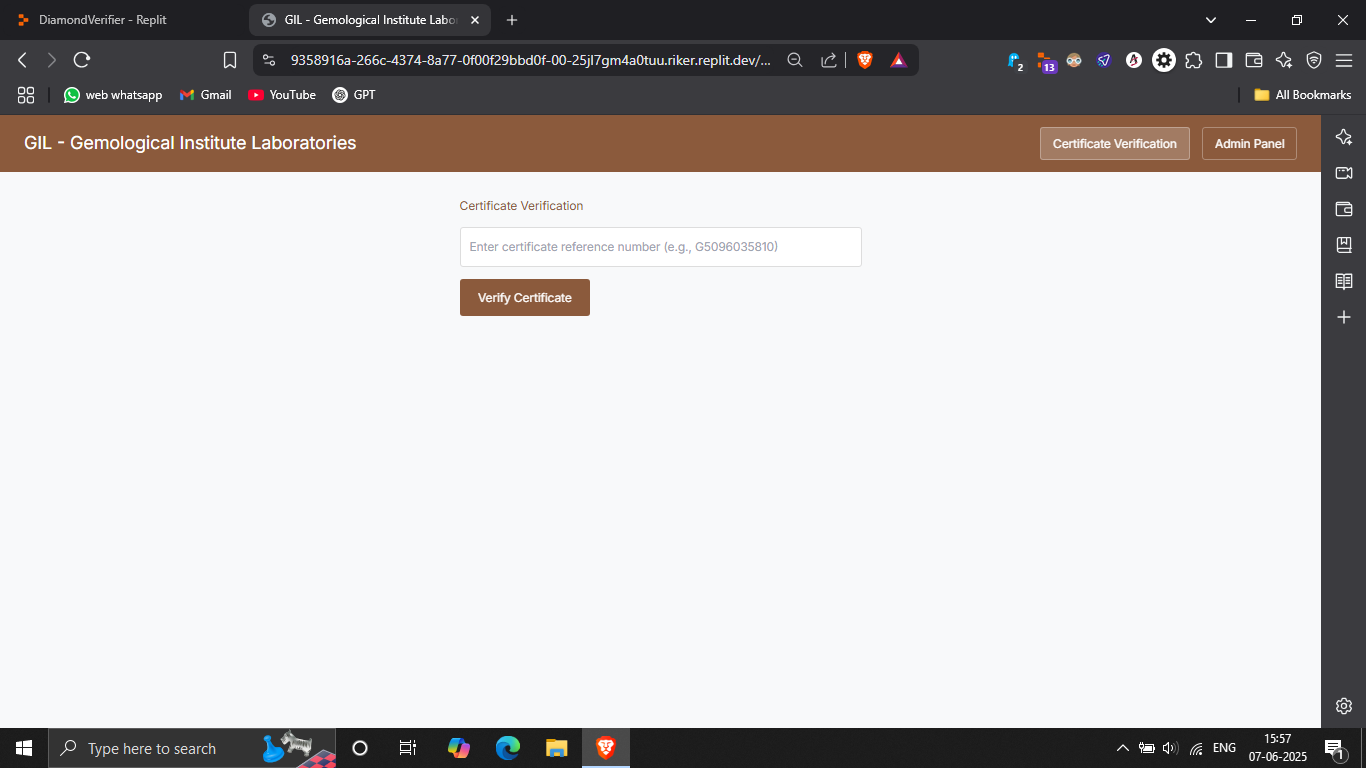 DiamondVerifier - Replit
GIL - Gemological Institute Labor
9358916a-266c-4374-8a77-0f00f29bbd0f-00-25jl7gm4a0tuu.riker.replit.dev/...
2
13
web whatsapp
Gmail
YouTube
GPT
All Bookmarks
GIL - Gemological Institute Laboratories
Certificate Verification
Admin Panel
Certificate Verification
Enter certificate reference number (e.g., G5096035810)
Verify Certificate
Type here to search
ENG
15:57
07-06-2025
1